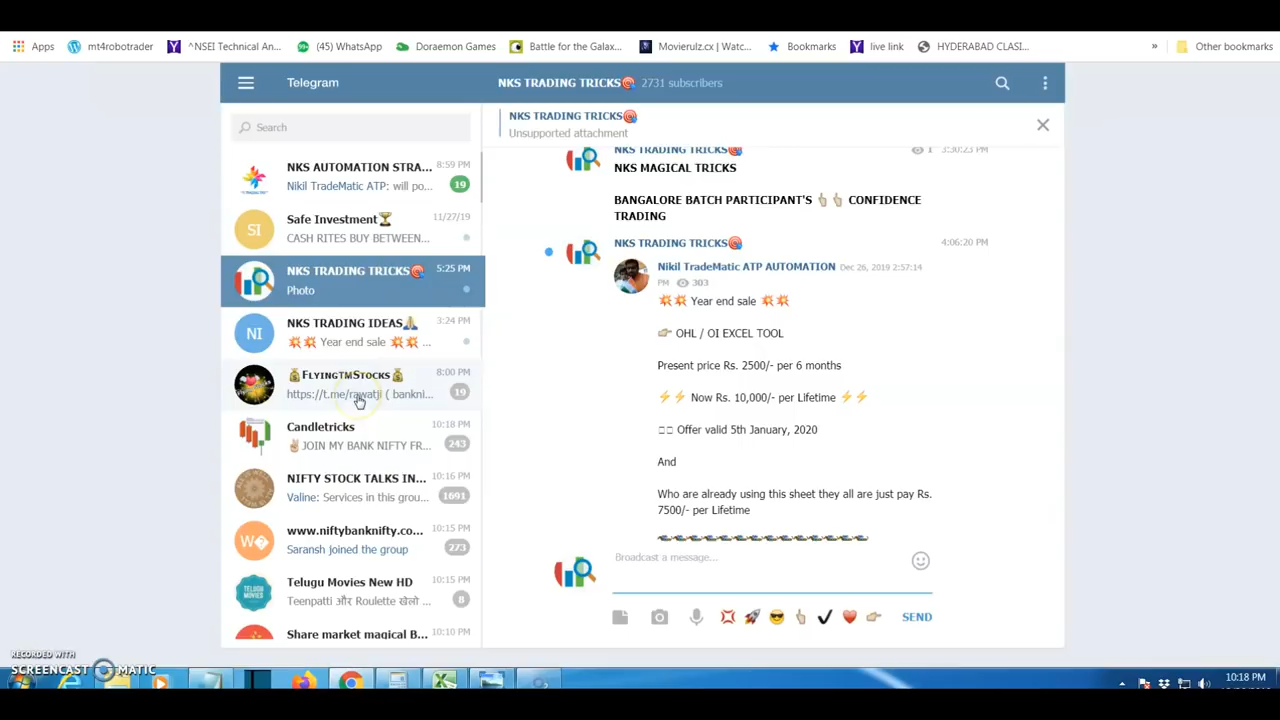 Apps
mt4robotrader
^NSEI Technical An...
(45) WhatsApp
Doraemon Games
Battle for the Galax...
Movierulz.cx | Watc...
Bookmarks
live link
HYDERABAD CLASI...
»
Other bookmarks
Telegram
NKS TRADING TRICKS🎯 2731 subscribers
Search
NKS TRADING TRICKS🎯
Unsupported attachment
NKS AUTOMATION STRA... 8:59 PM
Nikil TradeMatic ATP: will po... 19
SI
Safe Investment🏆 11/27/19
CASH RITES BUY BETWEEN...
NKS TRADING TRICKS🎯 5:25 PM
Photo
NI
NKS TRADING IDEAS🙏 3:24 PM
💥💥 Year end sale 💥💥 ...
💰FLYINGTMSTOCKS💰 8:00 PM
https://t.me/rawatji ( bankni... 19
Candletricks 10:18 PM
✌JOIN MY BANK NIFTY FR... 243
NIFTY STOCK TALKS IN... 10:16 PM
Valine: Services in this grou... 1691
W�
www.niftybanknifty.co... 10:15 PM
Saransh joined the group 273
TELUGU MOVIES
Telugu Movies New HD 10:15 PM
Teenpatti और Roulette खेलो ... 8
Share market magical B... 10:10 PM
NKS TRADING TRICKS🎯 1 3:30:23 PM
NKS MAGICAL TRICKS
BANGALORE BATCH PARTICIPANT'S 👆👆 CONFIDENCE
TRADING
NKS TRADING TRICKS🎯 4:06:20 PM
Nikil TradeMatic ATP AUTOMATION Dec 26, 2019 2:57:14
PM 303
💥💥 Year end sale 💥💥
👉 OHL / OI EXCEL TOOL
Present price Rs. 2500/- per 6 months
⚡⚡ Now Rs. 10,000/- per Lifetime ⚡⚡
Offer valid 5th January, 2020
And
Who are already using this sheet they all are just pay Rs.
7500/- per Lifetime
Broadcast a message...
SEND
RECORDED WITH
SCREENCAST MATIC
10:18 PM